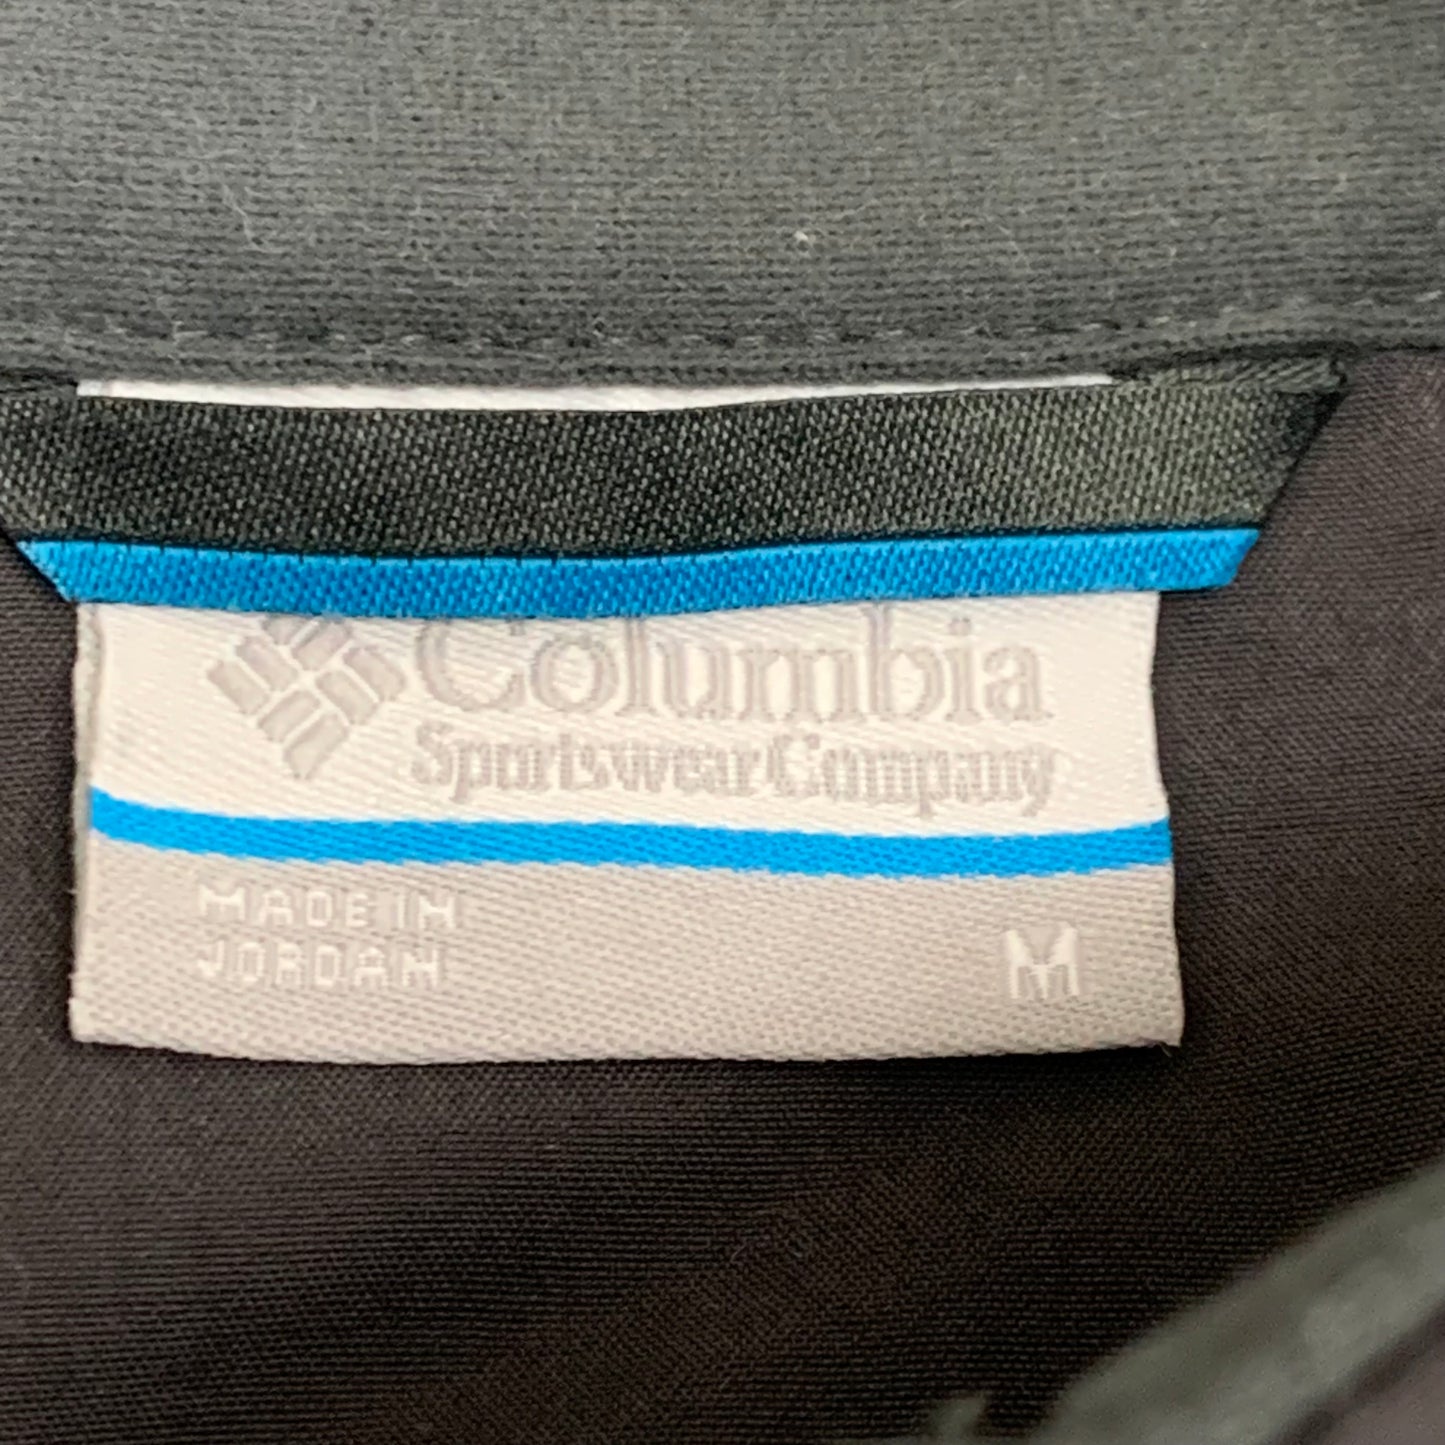 Columbia
Sportswear Company
MADE IN
JORDAN
M